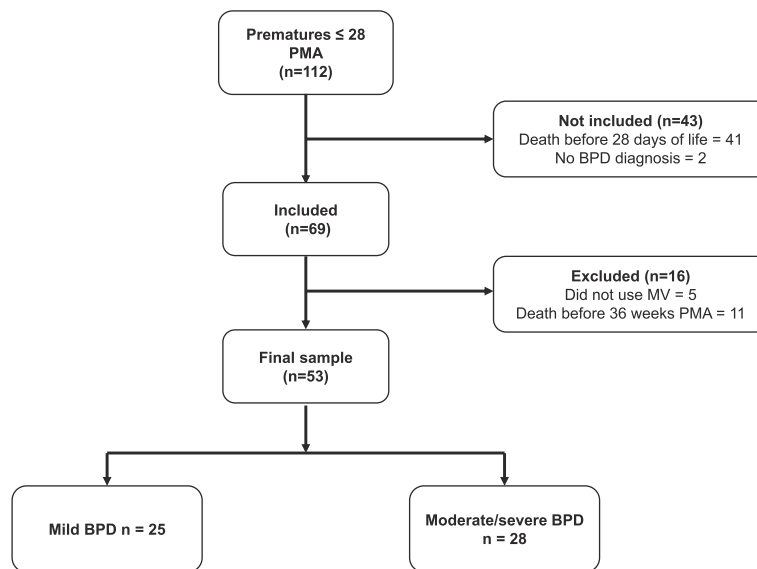 Prematures ≤ 28
PMA
(n=112)
Not included (n=43)
Death before 28 days of life = 41
No BPD diagnosis = 2
Included
(n=69)
Excluded (n=16)
Did not use MV = 5
Death before 36 weeks PMA = 11
Final sample
(n=53)
Mild BPD n = 25
Moderate/severe BPD
n = 28